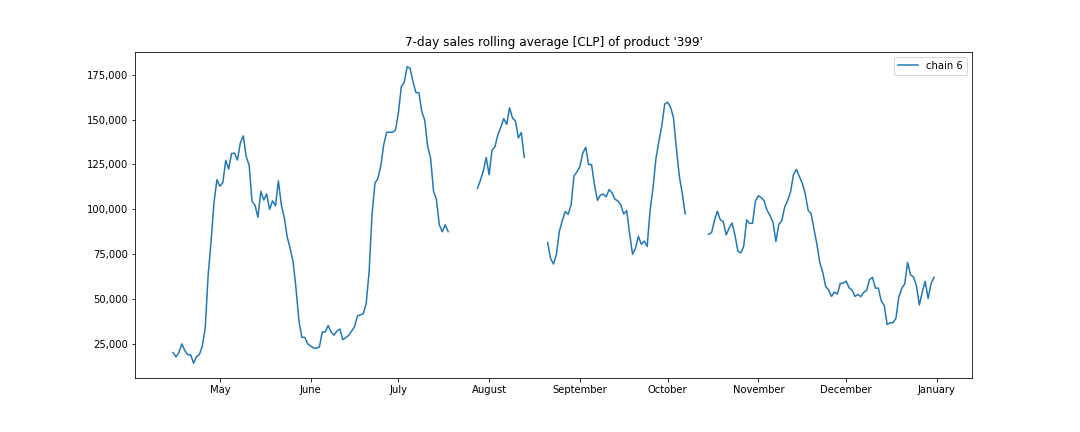 7-day sales rolling average [CLP] of product '399'
chain 6
175,000
150,000
125,000
100,000
75,000
50,000
25,000
May June July August September October November December January